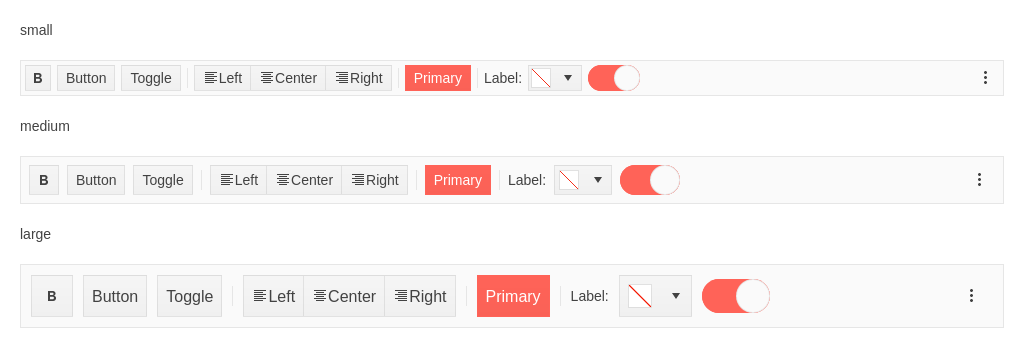 small
B Button Toggle Left Center Right Primary Label:
medium
B Button Toggle Left Center Right Primary Label:
large
B Button Toggle Left Center Right Primary Label: